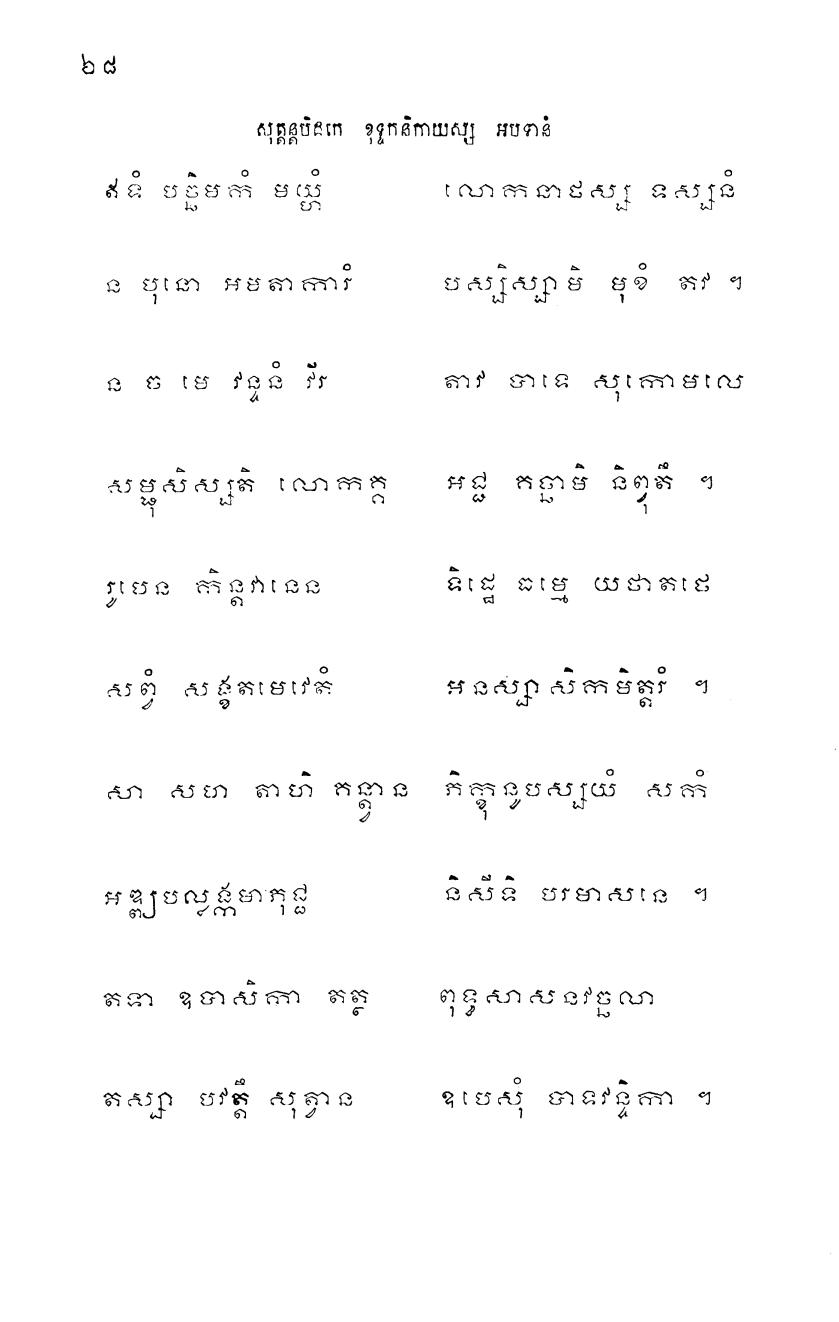 ៦៨
សុត្តន្តបិដកេ ខុទ្ទកនិកាយស្ស អបទានំ
ឥទំ បច្ឆិមកំ មយ្ហំ លោកនាថស្ស ទស្សនំ
ន បុនោ អមតាការំ បស្សិស្សាមិ មុខំ តវ ។
ន ច មេ វន្ទនំ វីរ តាវ បាទេ សុកោមលេ
សម្ផុសិស្សតិ លោកគ្គ អជ្ជ គច្ឆាមិ និព្វុតឹ ។
រូបេន កិន្តវានេន ទិដ្ឋេ ធម្មេ យថាតថេ
សព្វំ សង្ខតមេវេតំ អនស្សាសិកមិត្តរំ ។
សា សហ តាហិ គន្ត្វាន ភិក្ខុនូបស្សយំ សកំ
អឌ្ឍបល្លង្កមាភុជ្ជ និសីទិ បរមាសនេ ។
តទា ឧបាសិកា តត្ថ ពុទ្ធសាសនវច្ឆលា
តស្សា បវត្តឹ សុត្វាន ឧបេសុំ បាទវន្ទិកា ។